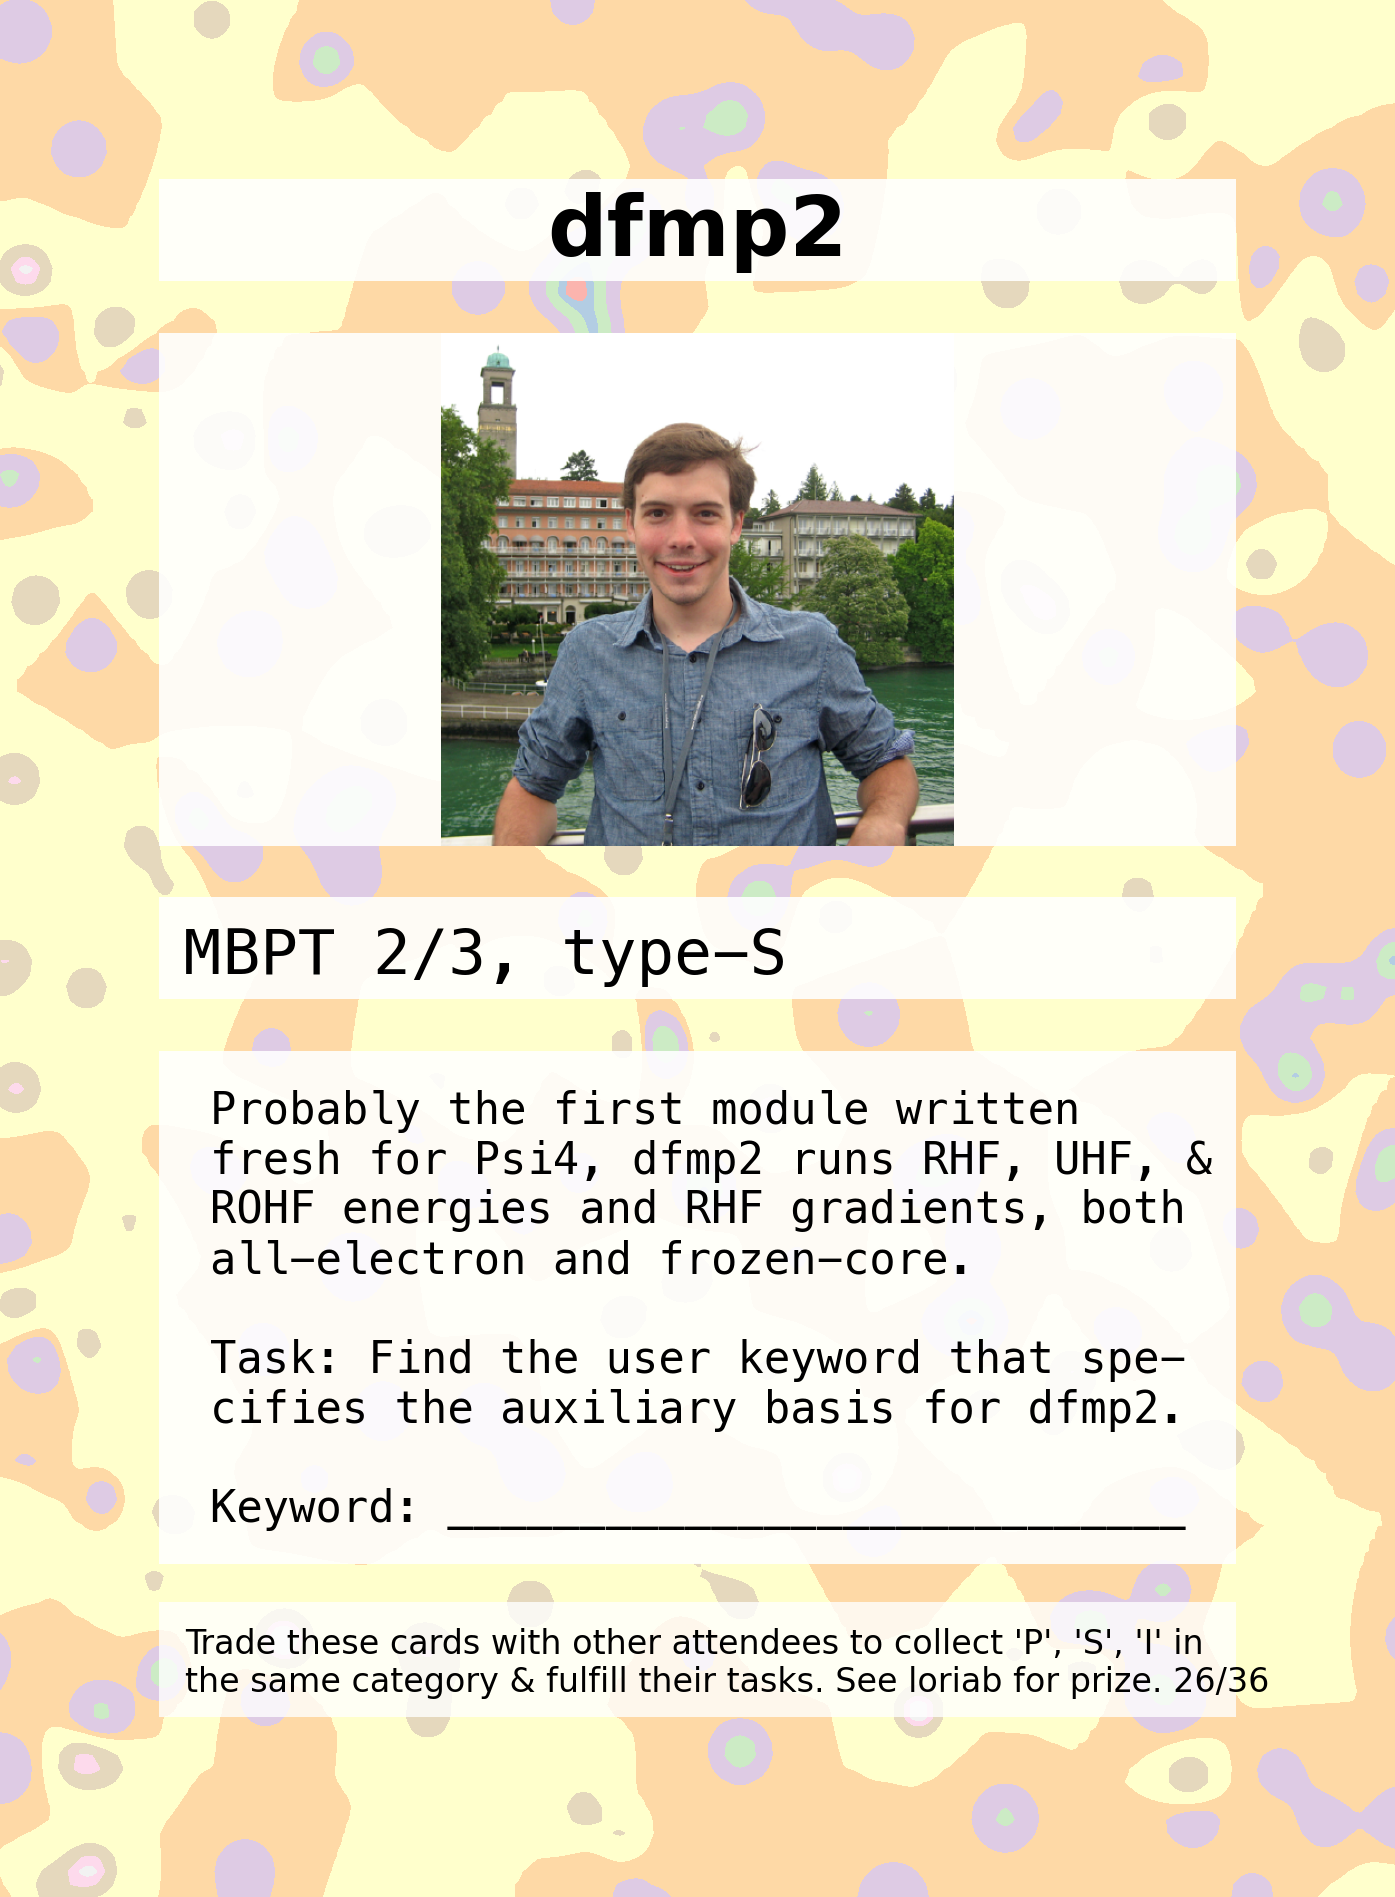 dfmp2
MBPT 2/3, type−S
Probably the first module written
fresh for Psi4, dfmp2 runs RHF, UHF, &
ROHF energies and RHF gradients, both
all−electron and frozen−core.
Task: Find the user keyword that spe−
cifies the auxiliary basis for dfmp2.
Keyword: ____________________________
Trade these cards with other attendees to collect 'P', 'S', 'I' in
the same category & fulfill their tasks. See loriab for prize. 26/36